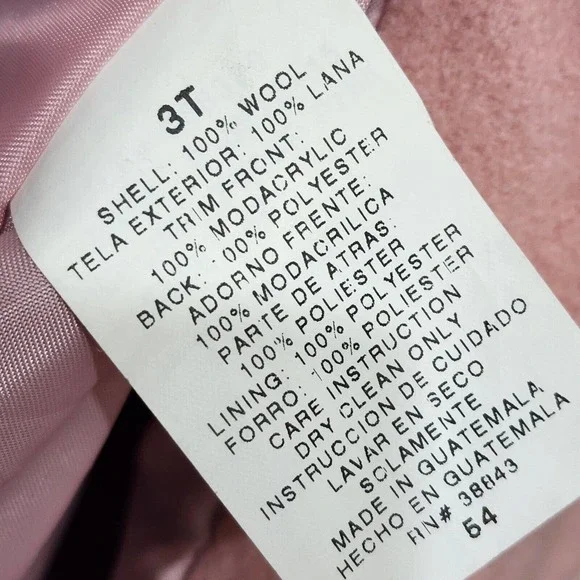 3T
SHELL: 100% WOOL
TELA EXTERIOR: 100% LANA
TRIM FRONT:
100% MODACRYLIC
BACK: 100% POLYESTER
ADORNO FRENTE:
100% MODACRILICA
PARTE DE ATRAS:
100% POLIESTER
LINING: 100% POLYESTER
FORRO: 100% POLIESTER
CARE INSTRUCTION
DRY CLEAN ONLY
INSTRUCCION DE CUIDADO
LAVAR EN SECO
SOLAMENTE
MADE IN GUATEMALA
HECHO EN GUATEMALA
RN# 38643
54